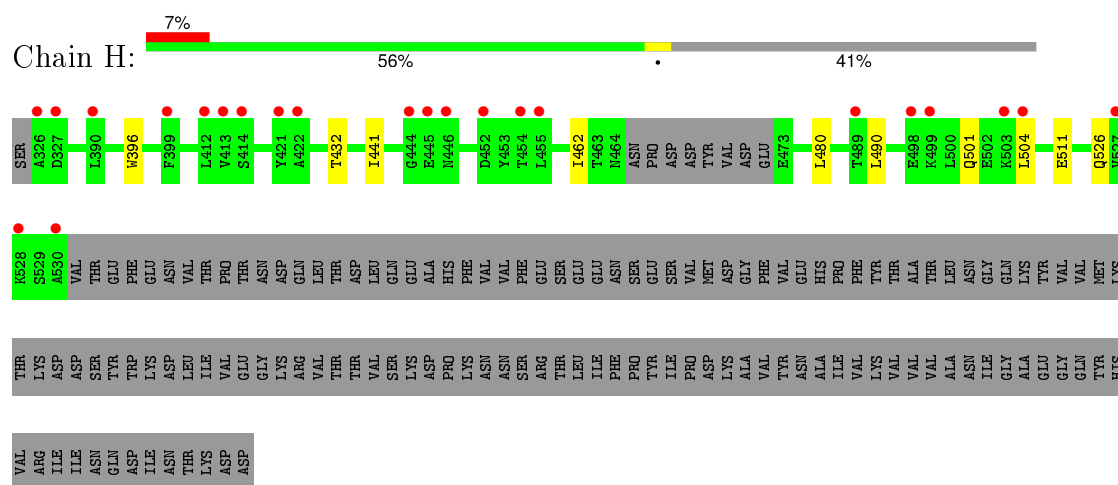 7%
Chain H:
56%
•
41%
SER A326 D327 L390 W396 F399 L412 V413 S414 Y421 A422 T432 I441 G444 E445 N446 D452 Y453 T454 L455 I462 T463 N464 ASN PRO ASP ASP TYR VAL ASP GLU E473 L480 T489 L490 E498 K499 L500 Q501 E502 K503 L504 E511 Q526 V527
K528 S529 A530 VAL THR GLU PHE GLU ASN VAL THR PRO THR ASN ASP GLN LEU THR ASP LEU GLN GLU ALA HIS PHE VAL VAL PHE GLU SER GLU GLU ASN SER GLU SER VAL MET ASP GLY PHE VAL GLU HIS PRO PHE TYR THR ALA THR LEU ASN GLY GLN LYS TYR VAL VAL MET LYS
THR LYS ASP ASP SER TYR TRP LYS ASP LEU ILE VAL GLU GLY LYS ARG VAL THR THR VAL SER LYS ASP PRO LYS ASN ASN SER ARG THR LEU ILE PHE PRO TYR ILE PRO ASP LYS ALA VAL TYR ASN ALA ILE VAL LYS VAL VAL VAL ALA ASN ILE GLY ALA GLU GLY GLN TYR HIS
VAL ARG ILE ILE ASN GLN ASP ILE ASN THR LYS ASP ASP